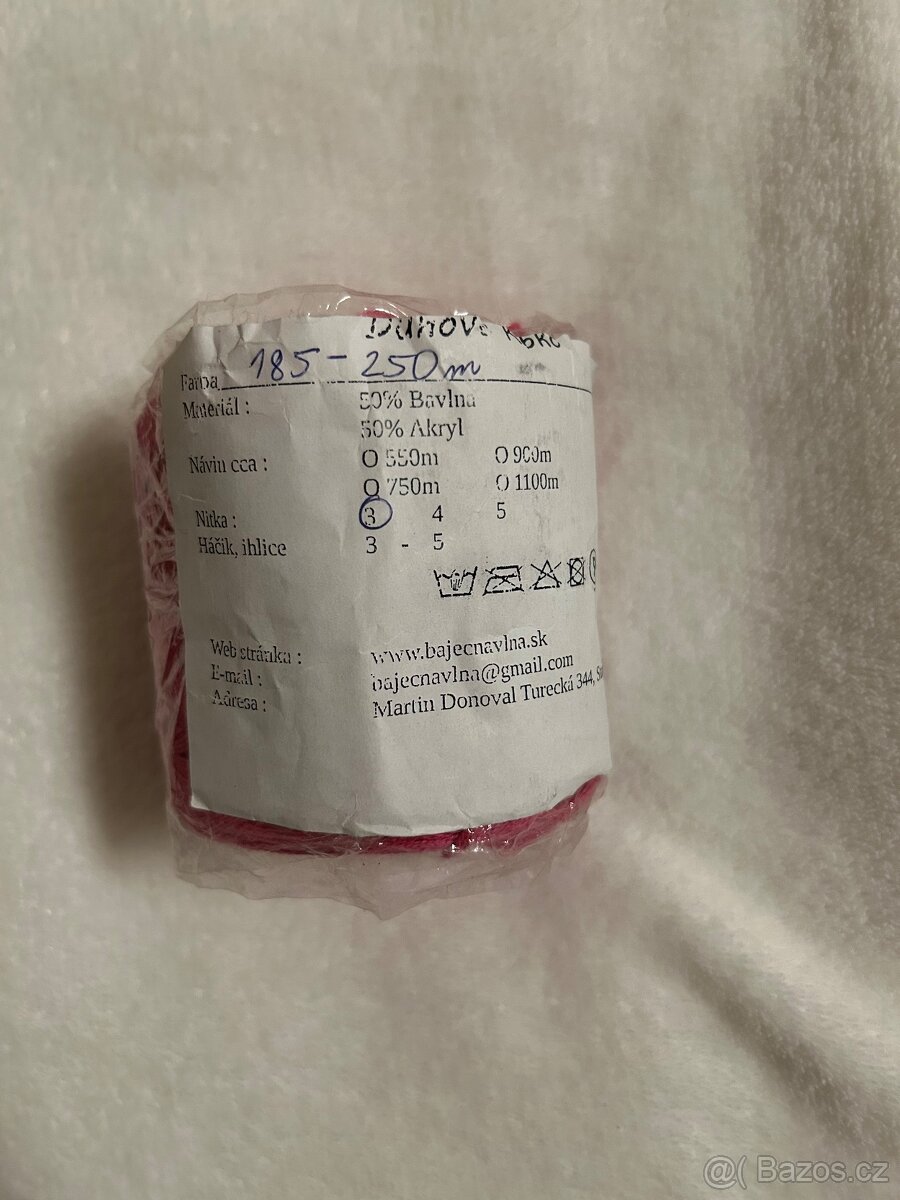 Dúhové
Farba 185 - 250m
Materiál : 50% Bavlna
50% Akryl
Návin cca : O 550m O 900m
O 750m O 1100m
Nitka : 3 4 5
Háčik, ihlice 3 - 5
Web stránka : www.bajecnavlna.sk
E-mail : bajecnavlna@gmail.com
Adresa : Martin Donoval Turecká 344,
@( Bazos.cz